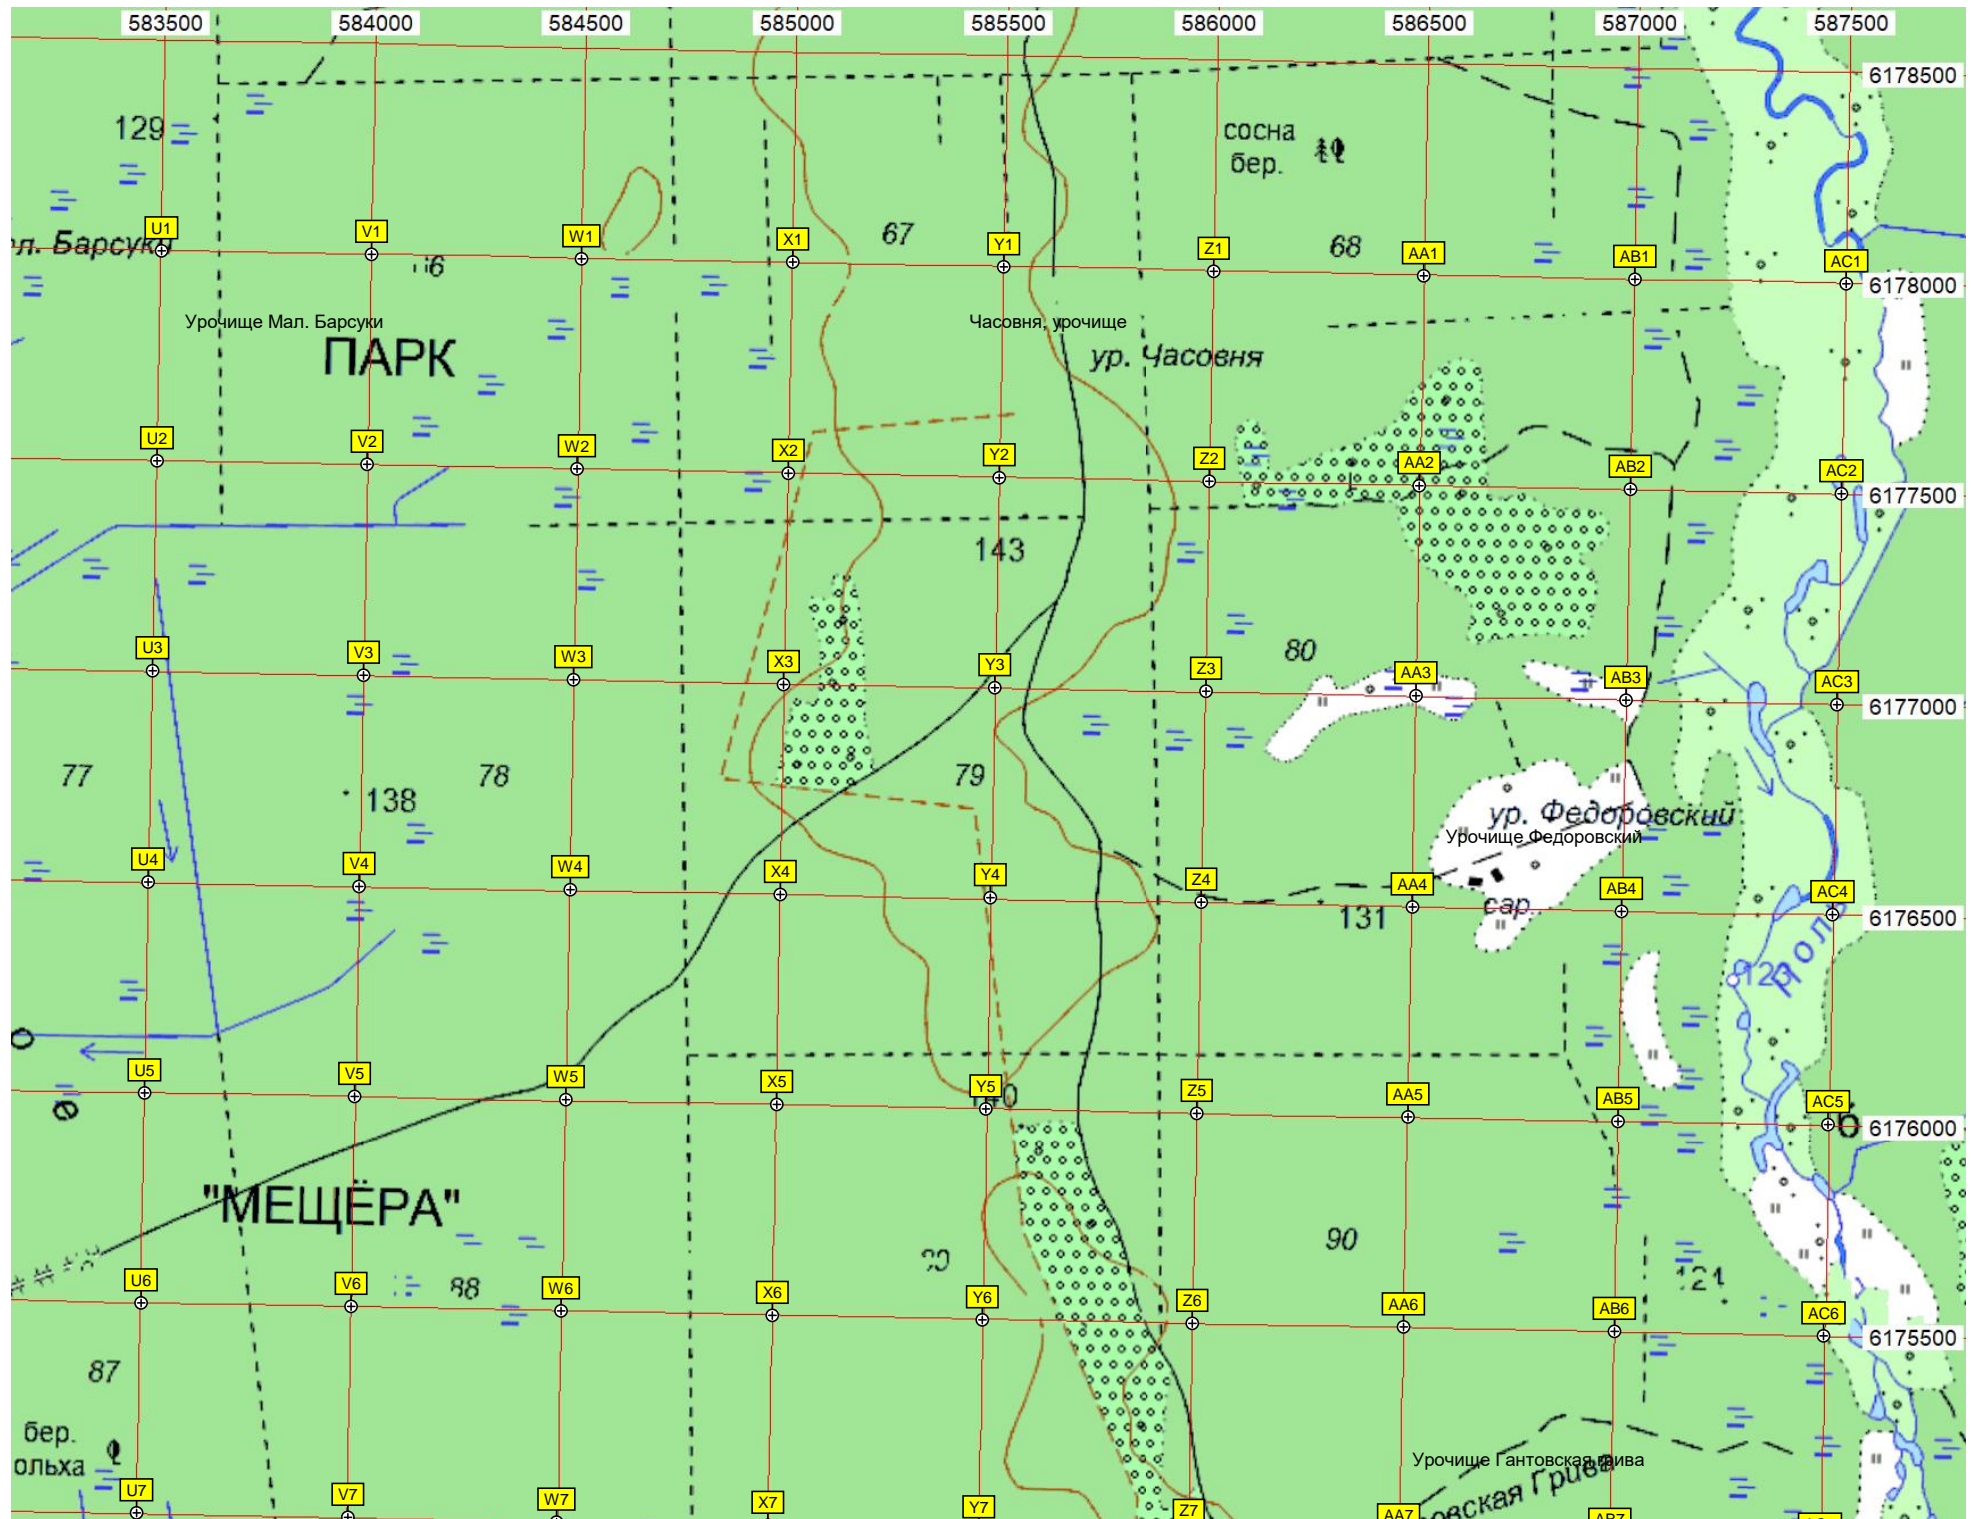 583500 584000 584500 585000 585500 586000 586500 587000 587500
6178500
129
сосна
бер.
67
68
U1 V1 W1 X1 Y1 Z1 AA1 AB1 AC1
л. Барсуки
6178000
Урочище Мал. Барсуки
Часовня, урочище
ПАРК
ур. Часовня
U2 V2 W2 X2 Y2 Z2 AA2 AB2 AC2
6177500
143
80
U3 V3 W3 X3 Y3 Z3 AA3 AB3 AC3
6177000
77
78
79
138
ур. Федоровский
Урочище Федоровский
U4 V4 W4 X4 Y4 Z4 AA4 AB4 AC4
131
сар.
6176500
U5 V5 W5 X5 Y5 Z5 AA5 AB5 AC5
6176000
"МЕЩЁРА"
90
U6 V6 W6 X6 Y6 Z6 AA6 AB6 AC6
88
121
6175500
87
бер.
ольха
Урочище Гантовская грива
овская Грива
U7 V7 W7 X7 Y7 Z7 AA7 AB7